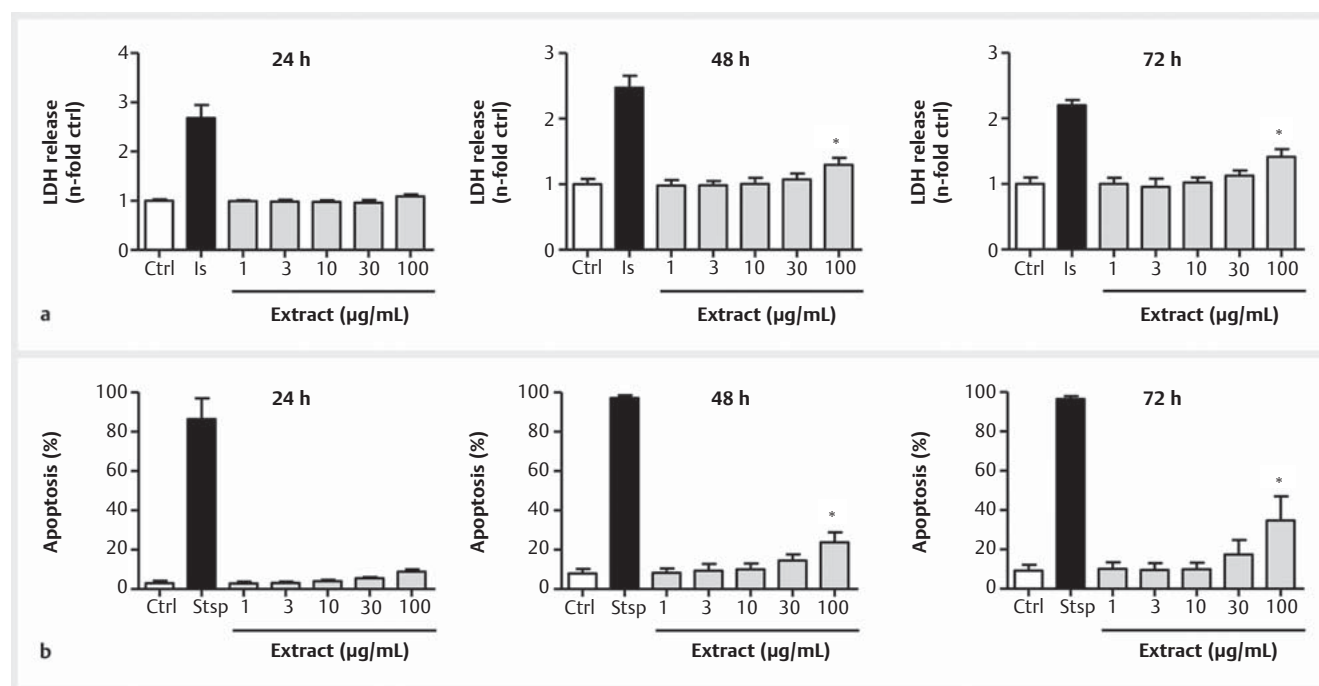 24 h
LDH release
(n-fold ctrl)
4
3
2
1
0
Ctrl Is 1 3 10 30 100
Extract (µg/mL)
48 h
LDH release
(n-fold ctrl)
3
2
1
0
*
Ctrl Is 1 3 10 30 100
Extract (µg/mL)
72 h
LDH release
(n-fold ctrl)
3
2
1
0
*
Ctrl Is 1 3 10 30 100
Extract (µg/mL)
a
24 h
Apoptosis (%)
100
80
60
40
20
0
Ctrl Stsp 1 3 10 30 100
Extract (µg/mL)
48 h
Apoptosis (%)
100
80
60
40
20
0
*
Ctrl Stsp 1 3 10 30 100
Extract (µg/mL)
72 h
Apoptosis (%)
100
80
60
40
20
0
*
Ctrl Stsp 1 3 10 30 100
Extract (µg/mL)
b